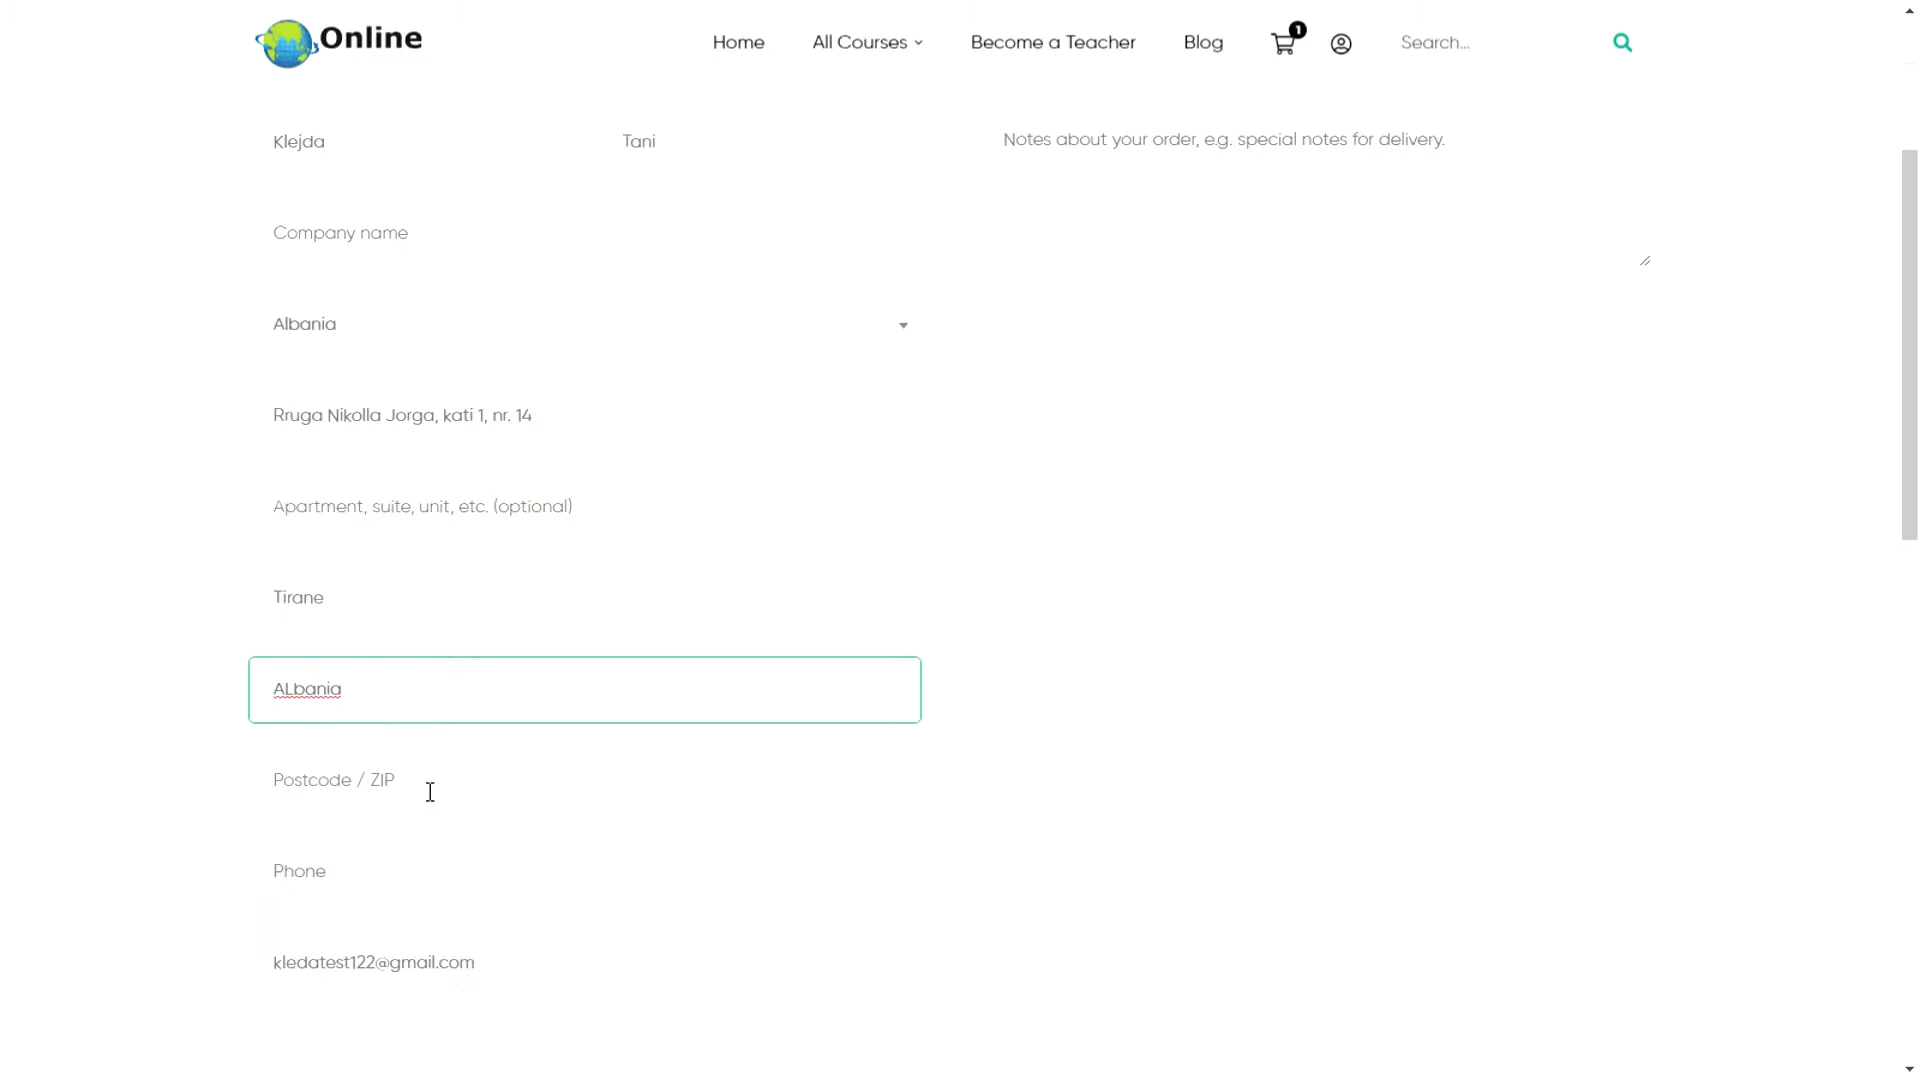 Online
Home
All Courses
Become a Teacher
Blog
1
Search...
Klejda
Tani
Notes about your order, e.g. special notes for delivery.
Company name
Albania
Rruga Nikolla Jorga, kati 1, nr. 14
Apartment, suite, unit, etc. (optional)
Tirane
ALbania
Postcode / ZIP
Phone
kledatest122@gmail.com